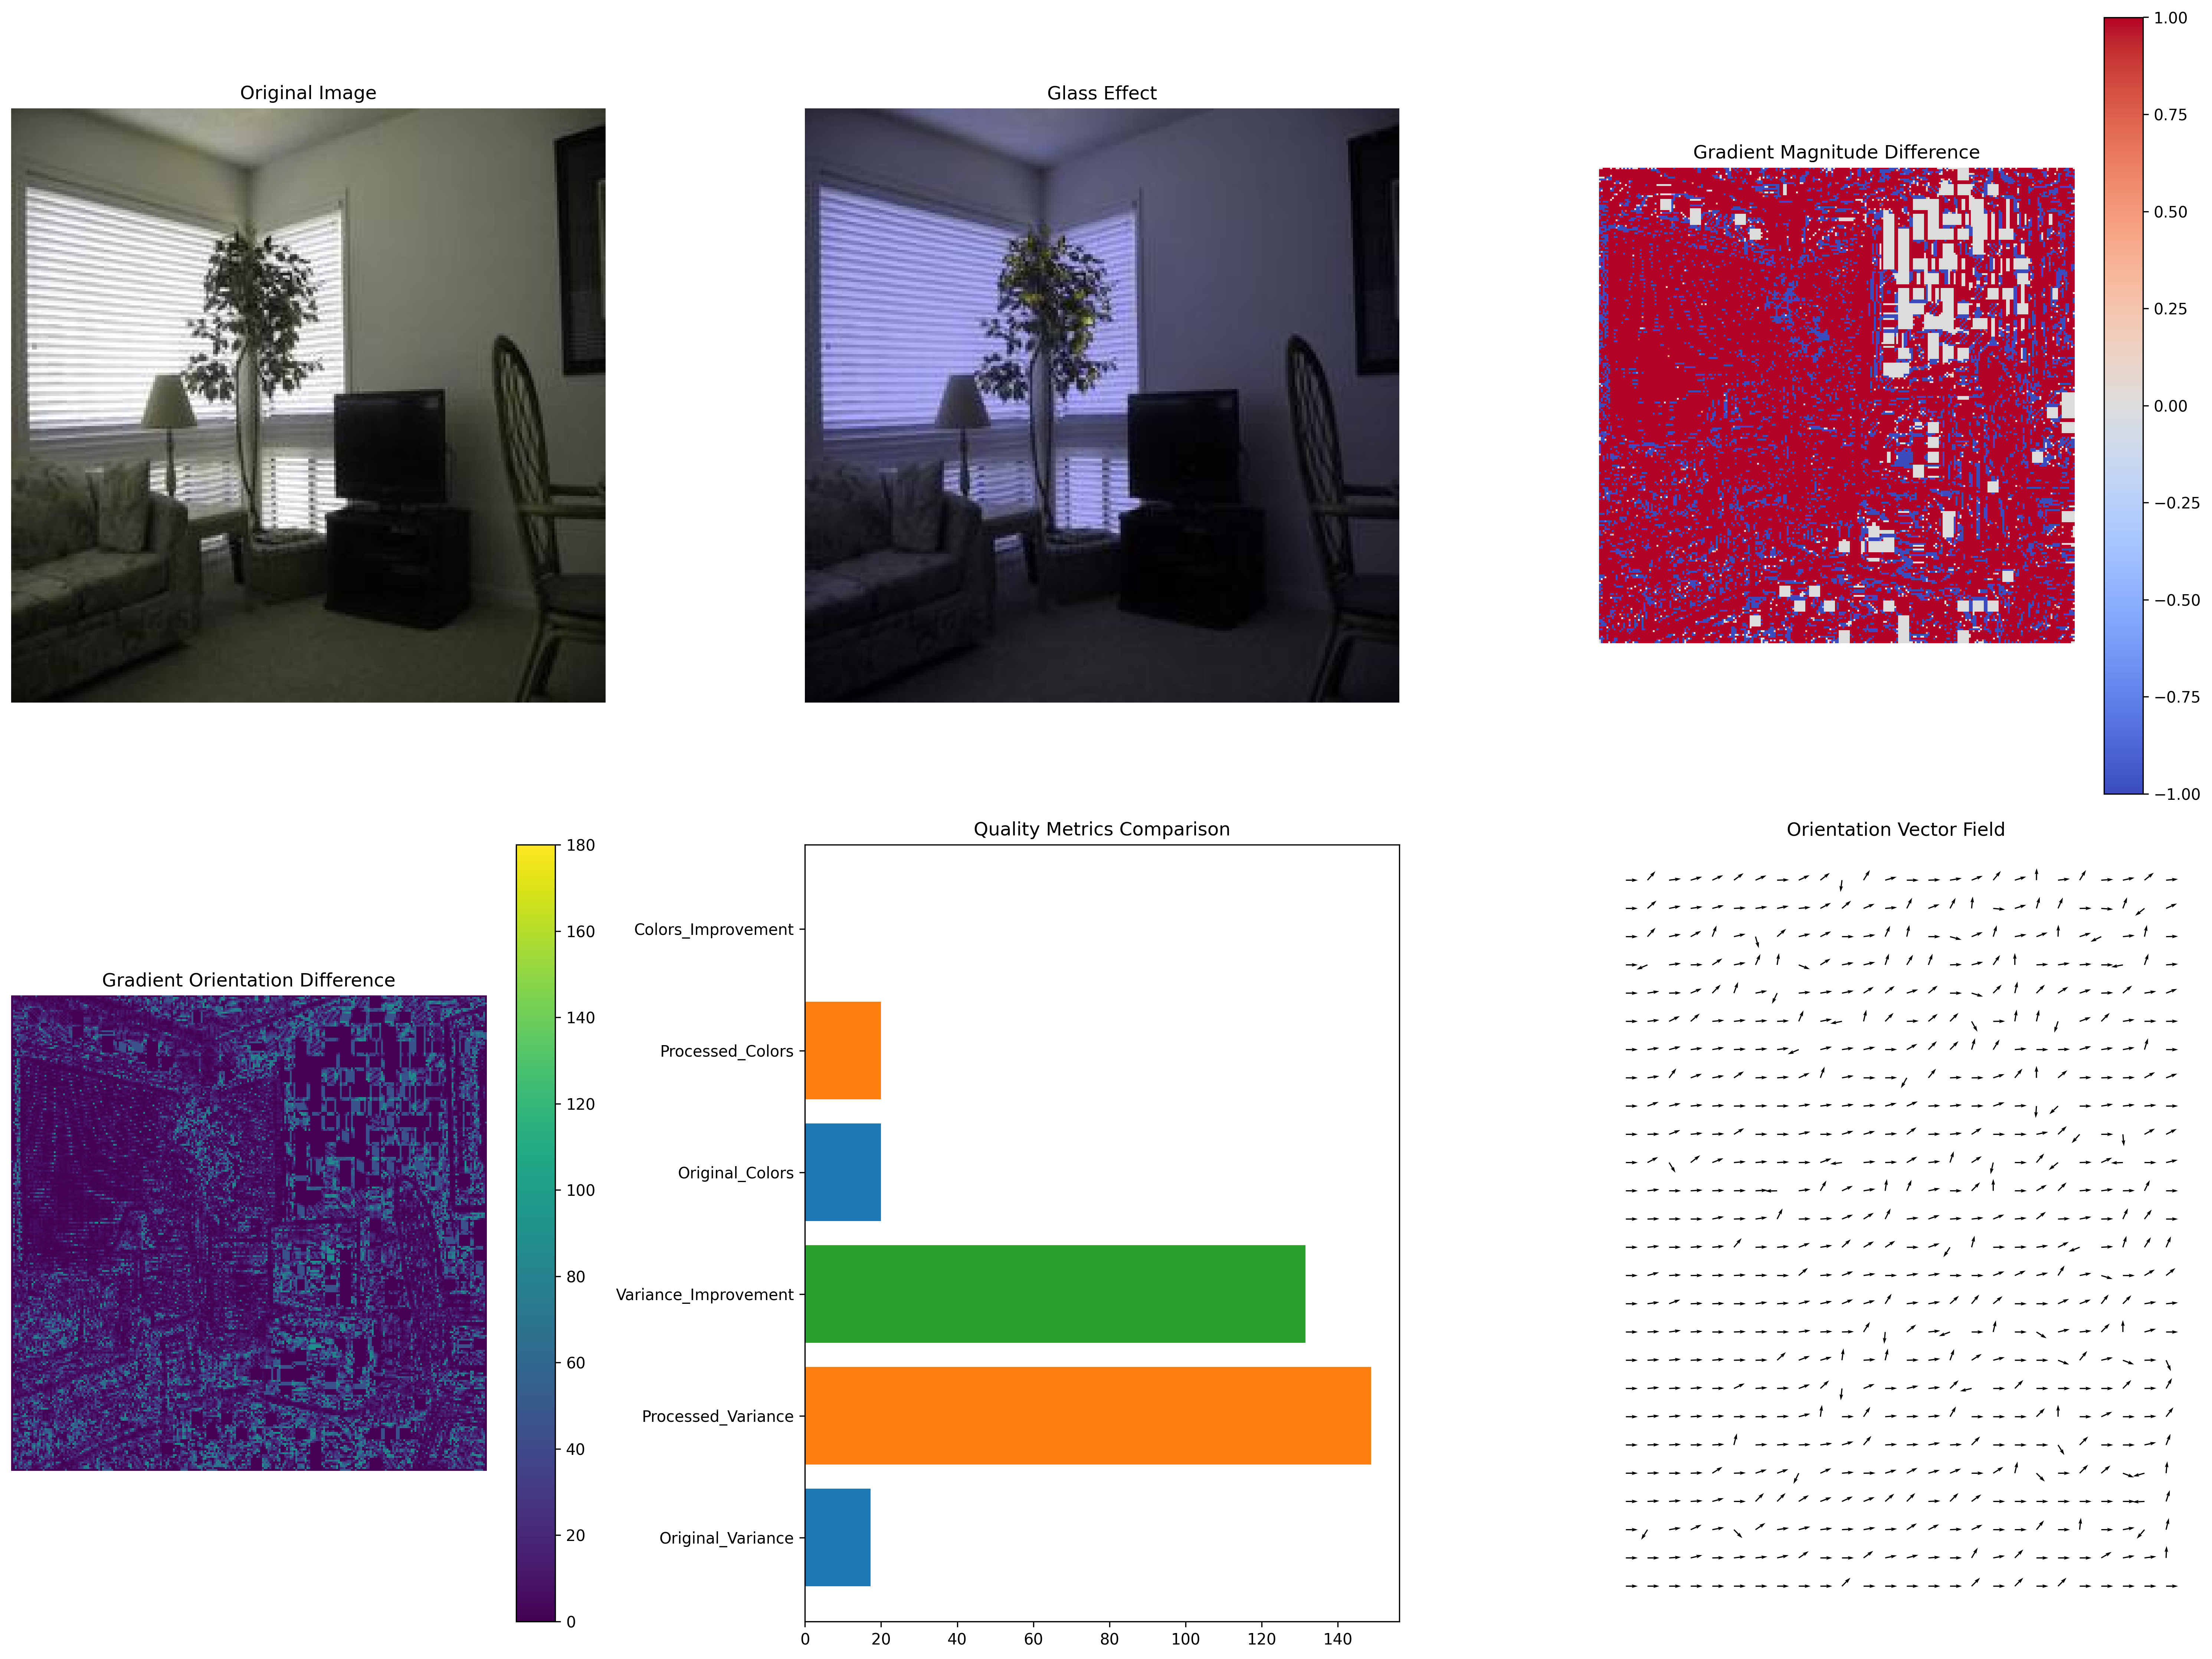 Original Image
Glass Effect
Gradient Magnitude Difference
1.00
0.75
0.50
0.25
0.00
−0.25
−0.50
−0.75
−1.00
Gradient Orientation Difference
180
160
140
120
100
80
60
40
20
0
Quality Metrics Comparison
Colors_Improvement
Processed_Colors
Original_Colors
Variance_Improvement
Processed_Variance
Original_Variance
0 20 40 60 80 100 120 140
Orientation Vector Field